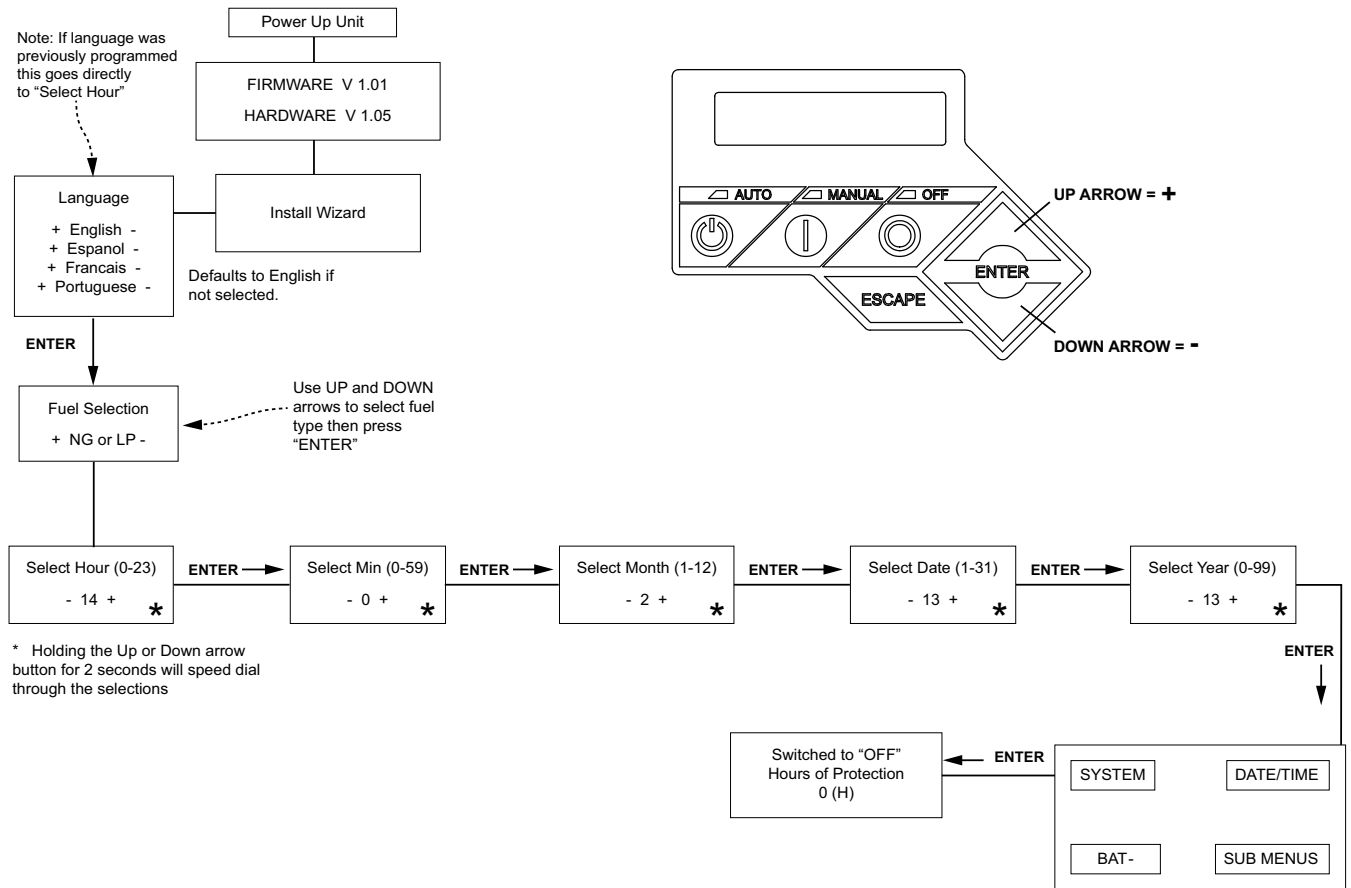 Power Up Unit
Note: If language was
previously programmed
this goes directly
to “Select Hour”
FIRMWARE V 1.01
HARDWARE V 1.05
Language
+ English -
+ Espanol -
+ Francais -
+ Portuguese -
Install Wizard
Defaults to English if
not selected.
ENTER
AUTO
MANUAL
OFF
UP ARROW = +
ENTER
ESCAPE
DOWN ARROW = -
Fuel Selection
+ NG or LP -
Use UP and DOWN
arrows to select fuel
type then press
“ENTER”
Select Hour (0-23)
- 14 +
*
ENTER
Select Min (0-59)
- 0 +
*
ENTER
Select Month (1-12)
- 2 +
*
ENTER
Select Date (1-31)
- 13 +
*
ENTER
Select Year (0-99)
- 13 +
*
* Holding the Up or Down arrow
button for 2 seconds will speed dial
through the selections
ENTER
Switched to “OFF”
Hours of Protection
0 (H)
ENTER
SYSTEM
DATE/TIME
BAT-
SUB MENUS